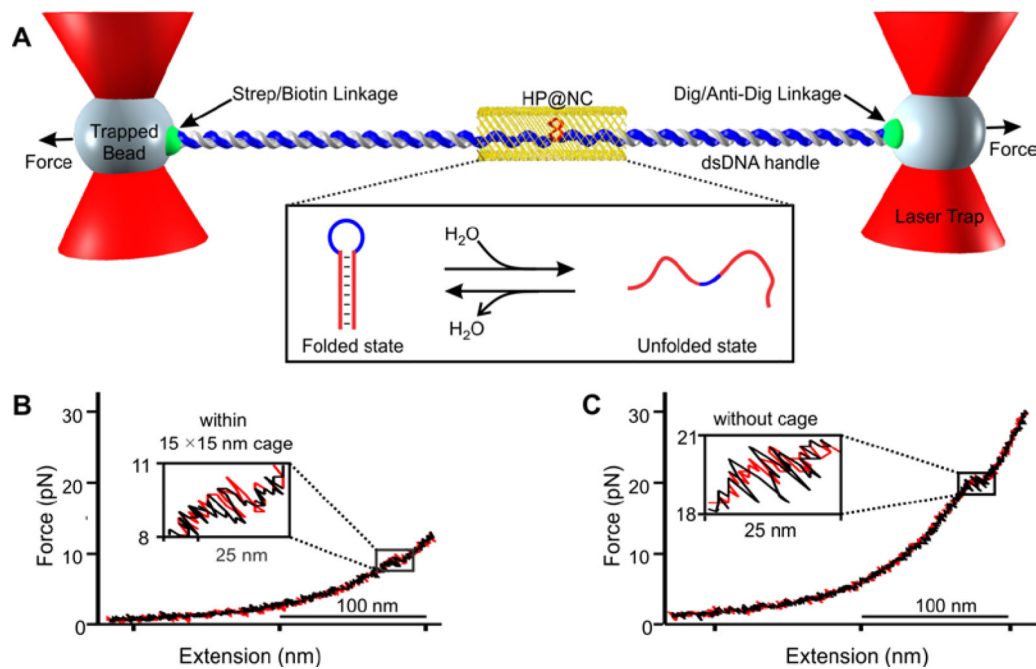 A
Strep/Biotin Linkage
HP@NC
Dig/Anti-Dig Linkage
Trapped
Bead
Force
dsDNA handle
Force
Laser Trap
H₂O
H₂O
Folded state
Unfolded state
B
30
20
10
0
Force (pN)
within
15 ×15 nm cage
11
8
25 nm
100 nm
Extension (nm)
C
30
20
10
0
Force (pN)
without cage
21
18
25 nm
100 nm
Extension (nm)